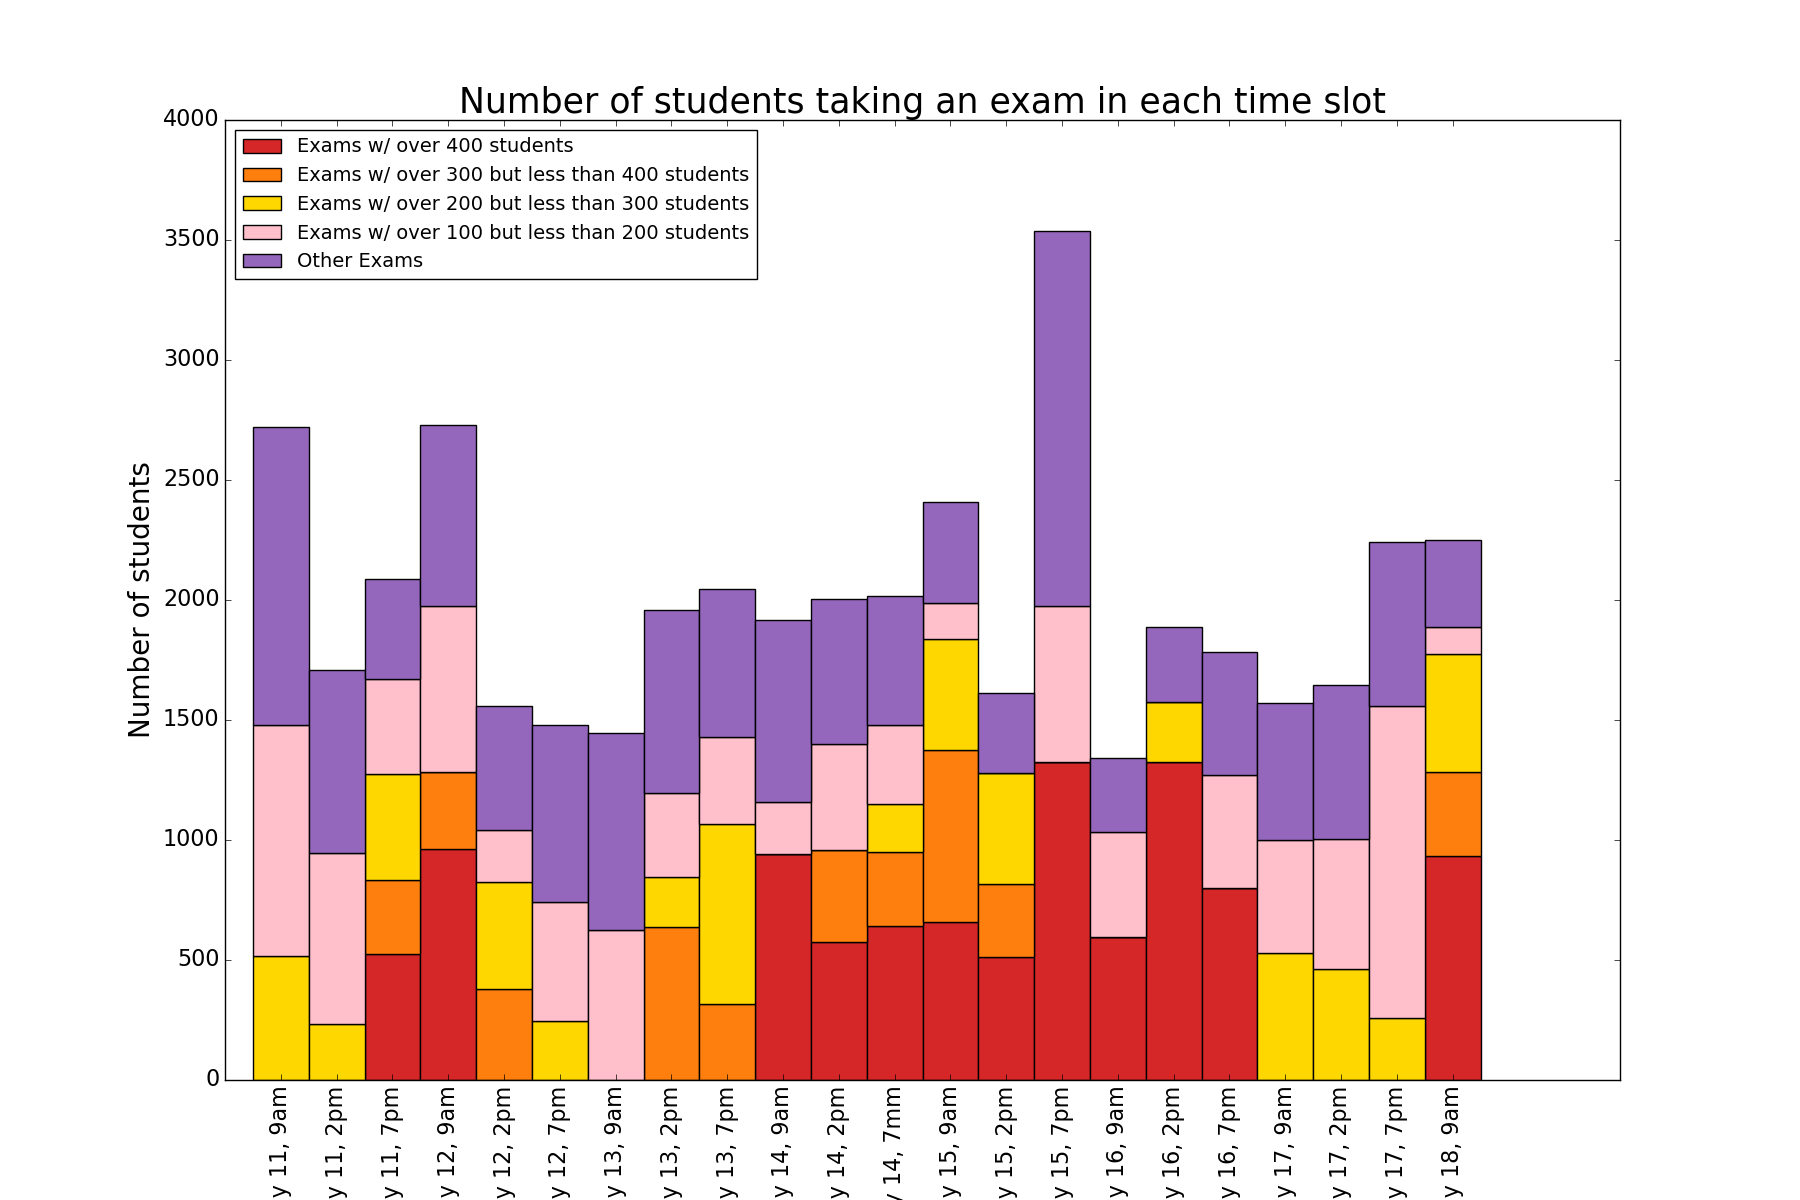 Number of students taking an exam in each time slot
4000
3500
3000
2500
2000
1500
1000
500
0
Number of students
Exams w/ over 400 students
Exams w/ over 300 but less than 400 students
Exams w/ over 200 but less than 300 students
Exams w/ over 100 but less than 200 students
Other Exams
y 11, 9am
y 11, 2pm
y 11, 7pm
y 12, 9am
y 12, 2pm
y 12, 7pm
y 13, 9am
y 13, 2pm
y 13, 7pm
y 14, 9am
y 14, 2pm
y 14, 7mm
y 15, 9am
y 15, 2pm
y 15, 7pm
y 16, 9am
y 16, 2pm
y 16, 7pm
y 17, 9am
y 17, 2pm
y 17, 7pm
y 18, 9am